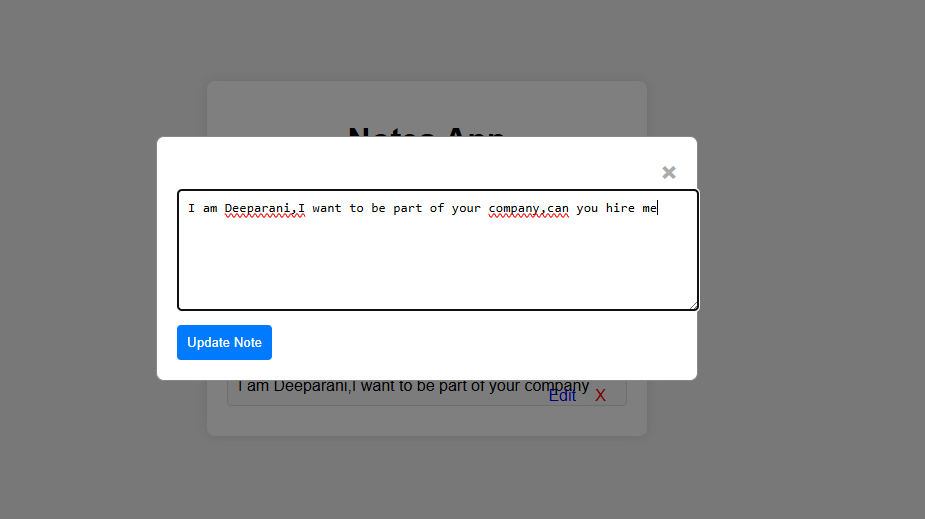 Notes App
×
I am Deeparani,I want to be part of your company,can you hire me
Update Note
I am Deeparani,I want to be part of your company
Edit X